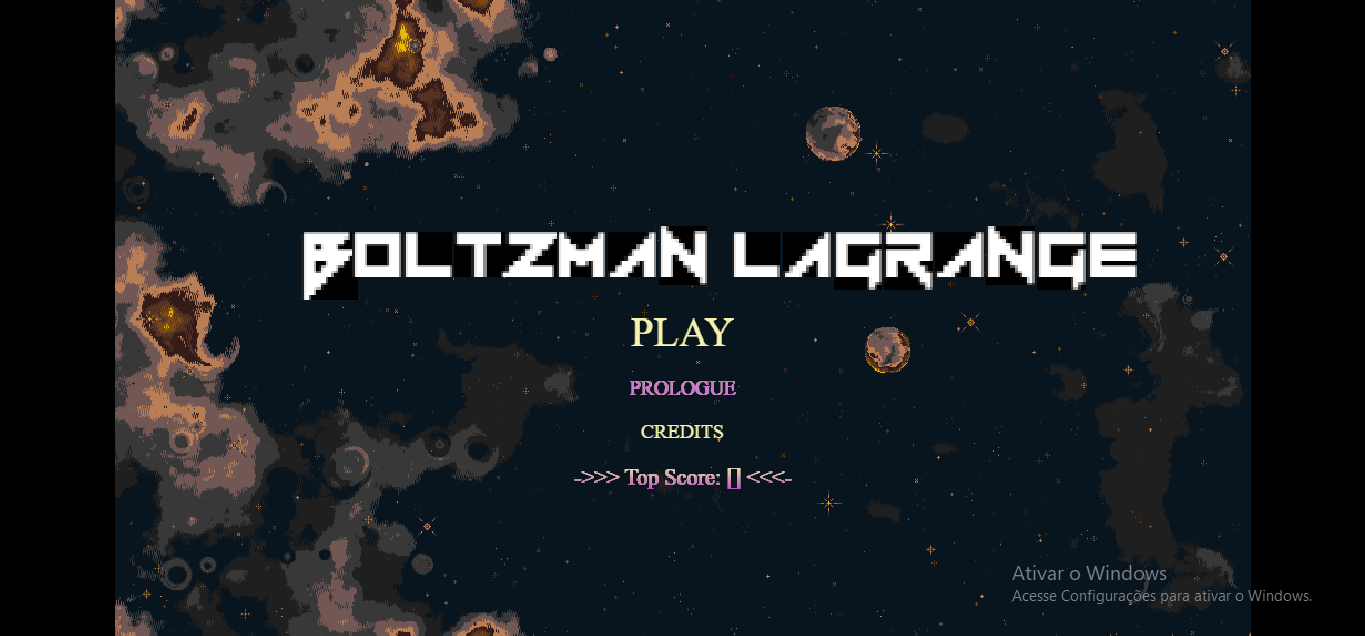 BOLTZMAN LAGRANGE
PLAY
PROLOGUE
CREDITS
->>> Top Score: [] <<<-
Ativar o Windows
Acesse Configurações para ativar o Windows.